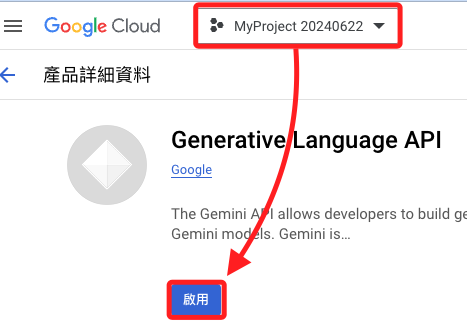 Google Cloud
MyProject 20240622
產品詳細資料
Generative Language API
Google
The Gemini API allows developers to build ge
Gemini models. Gemini is...
啟用